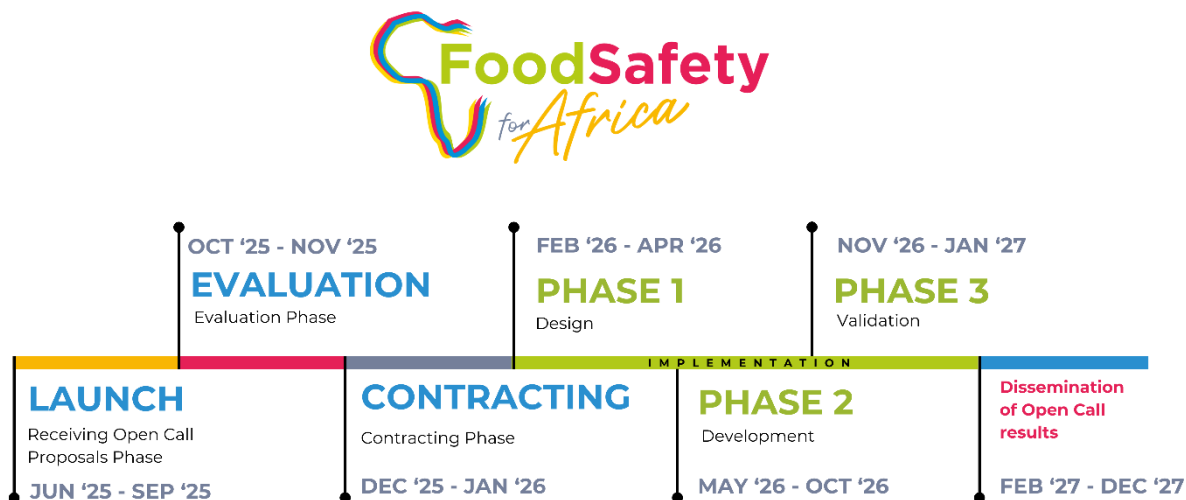 FoodSafety
for Africa
OCT ‘25 - NOV ‘25
EVALUATION
Evaluation Phase
FEB ‘26 - APR ‘26
PHASE 1
Design
NOV ‘26 - JAN ‘27
PHASE 3
Validation
IMPLEMENTATION
LAUNCH
Receiving Open Call
Proposals Phase
JUN ‘25 - SEP ‘25
CONTRACTING
Contracting Phase
DEC ‘25 - JAN ‘26
PHASE 2
Development
MAY ‘26 - OCT ‘26
Dissemination
of Open Call
results
FEB ‘27 - DEC ‘27